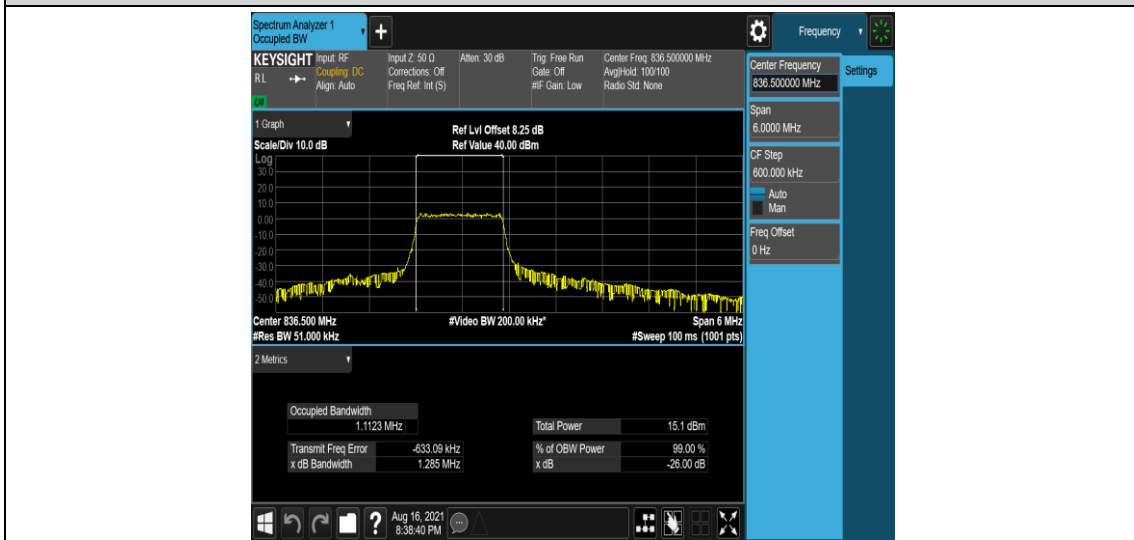 Spectrum Analyzer 1
Occupied BW
+
Frequency
KEYSIGHT
RL
LXI
Input: RF
Coupling: DC
Align: Auto
Input Z: 50 Ω
Corrections: Off
Freq Ref: Int (S)
Atten: 30 dB
Trig: Free Run
Gate: Off
#IF Gain: Low
Center Freq: 836.500000 MHz
Avg|Hold: 100/100
Radio Std: None
Center Frequency
836.500000 MHz
Settings
Span
6.0000 MHz
CF Step
600.000 kHz
Auto
Man
Freq Offset
0 Hz
1 Graph
Scale/Div 10.0 dB
Ref Lvl Offset 8.25 dB
Ref Value 40.00 dBm
Log
30.0
20.0
10.0
0.00
-10.0
-20.0
-30.0
-40.0
-50.0
Center 836.500 MHz
#Video BW 200.00 kHz*
Span 6 MHz
#Res BW 51.000 kHz
#Sweep 100 ms (1001 pts)
2 Metrics
Occupied Bandwidth
1.1123 MHz
Total Power 15.1 dBm
Transmit Freq Error -633.09 kHz
% of OBW Power 99.00 %
x dB Bandwidth 1.285 MHz
x dB -26.00 dB
?
Aug 16, 2021
8:38:40 PM